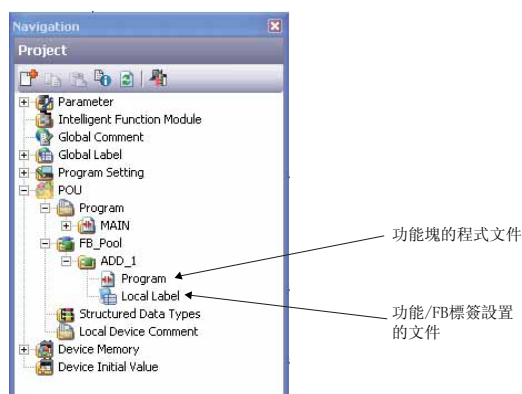 Navigation
Project
Parameter
Intelligent Function Module
Global Comment
Global Label
Program Setting
POU
Program
MAIN
FB_Pool
ADD_1
Program
Local Label
Structured Data Types
Local Device Comment
Device Memory
Device Initial Value
功能塊的程式文件
功能/FB標簽設置
的文件